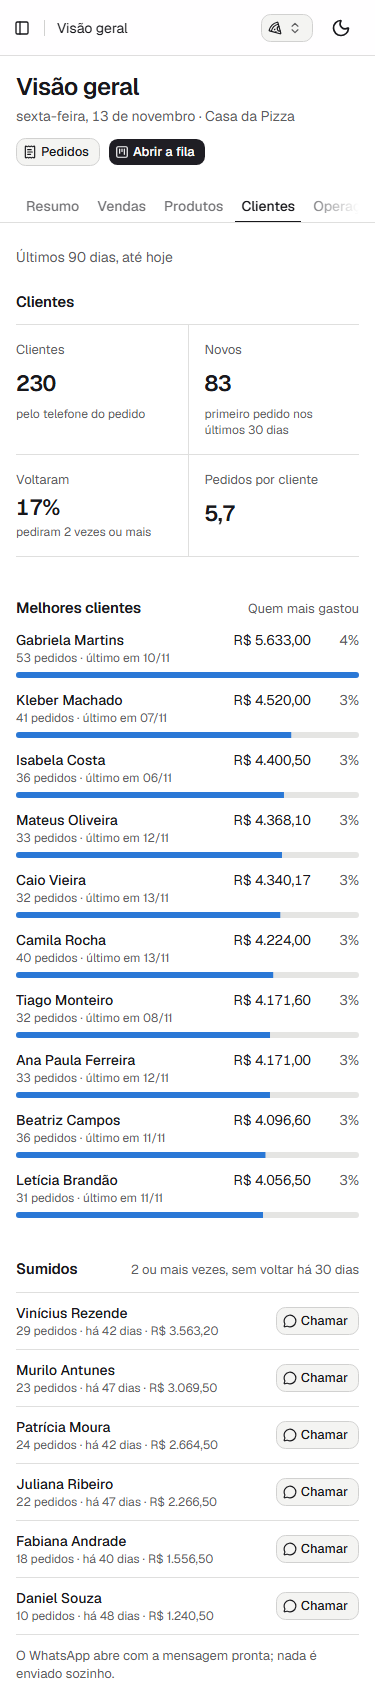 Visão geral
Visão geral
sexta-feira, 13 de novembro · Casa da Pizza
Pedidos
Abrir a fila
Resumo Vendas Produtos Clientes Opera
Últimos 90 dias, até hoje
Clientes
Clientes
230
pelo telefone do pedido
Novos
83
primeiro pedido nos
últimos 30 dias
Voltaram
17%
pediram 2 vezes ou mais
Pedidos por cliente
5,7
Melhores clientes Quem mais gastou
Gabriela Martins R$ 5.633,00 4%
53 pedidos · último em 10/11
Kleber Machado R$ 4.520,00 3%
41 pedidos · último em 07/11
Isabela Costa R$ 4.400,50 3%
36 pedidos · último em 06/11
Mateus Oliveira R$ 4.368,10 3%
33 pedidos · último em 12/11
Caio Vieira R$ 4.340,17 3%
32 pedidos · último em 13/11
Camila Rocha R$ 4.224,00 3%
40 pedidos · último em 13/11
Tiago Monteiro R$ 4.171,60 3%
32 pedidos · último em 08/11
Ana Paula Ferreira R$ 4.171,00 3%
33 pedidos · último em 12/11
Beatriz Campos R$ 4.096,60 3%
36 pedidos · último em 11/11
Letícia Brandão R$ 4.056,50 3%
31 pedidos · último em 11/11
Sumidos 2 ou mais vezes, sem voltar há 30 dias
Vinícius Rezende
29 pedidos · há 42 dias · R$ 3.563,20
Chamar
Murilo Antunes
23 pedidos · há 47 dias · R$ 3.069,50
Chamar
Patrícia Moura
24 pedidos · há 42 dias · R$ 2.664,50
Chamar
Juliana Ribeiro
22 pedidos · há 47 dias · R$ 2.266,50
Chamar
Fabiana Andrade
18 pedidos · há 40 dias · R$ 1.556,50
Chamar
Daniel Souza
10 pedidos · há 48 dias · R$ 1.240,50
Chamar
O WhatsApp abre com a mensagem pronta; nada é
enviado sozinho.